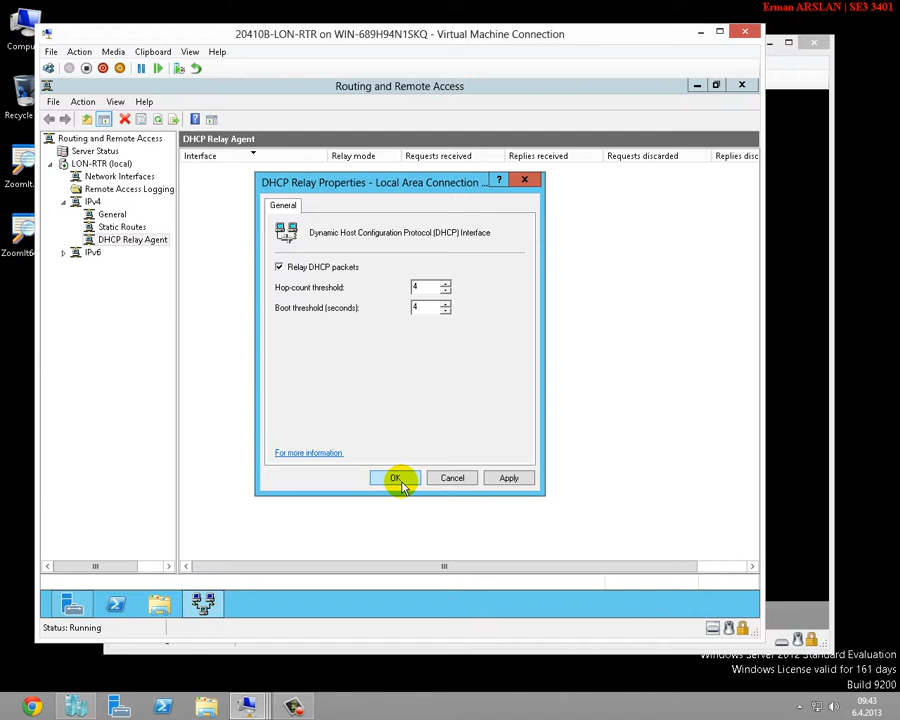 Erman ARSLAN | SE3 3401
Compu
20410B-LON-RTR on WIN-689H94N1SKQ - Virtual Machine Connection
File Action Media Clipboard View Help
Routing and Remote Access
File Action View Help
Recycle
Routing and Remote Access
Server Status
LON-RTR (local)
Network Interfaces
Remote Access Logging
IPv4
General
Static Routes
DHCP Relay Agent
IPv6
DHCP Relay Agent
Interface Relay mode Requests received Replies received Requests discarded Replies disc
ZoomI
ZoomIt6
DHCP Relay Properties - Local Area Connection ...
General
Dynamic Host Configuration Protocol (DHCP) Interface
Relay DHCP packets
Hop-count threshold: 4
Boot threshold (seconds): 4
For more information
OK Cancel Apply
Status: Running
Windows Server 2012 Standard Evaluation
Windows License valid for 161 days
Build 9200
09:43
6.4.2013